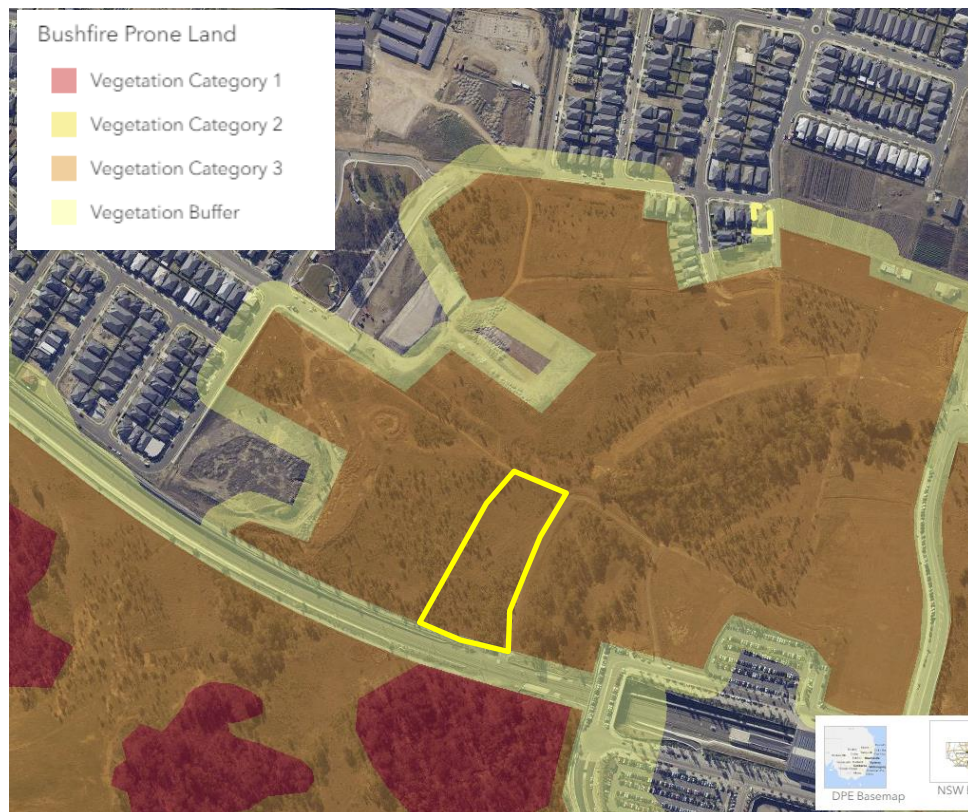 Bushfire Prone Land
Vegetation Category 1
Vegetation Category 2
Vegetation Category 3
Vegetation Buffer
DPE Basemap
NSW